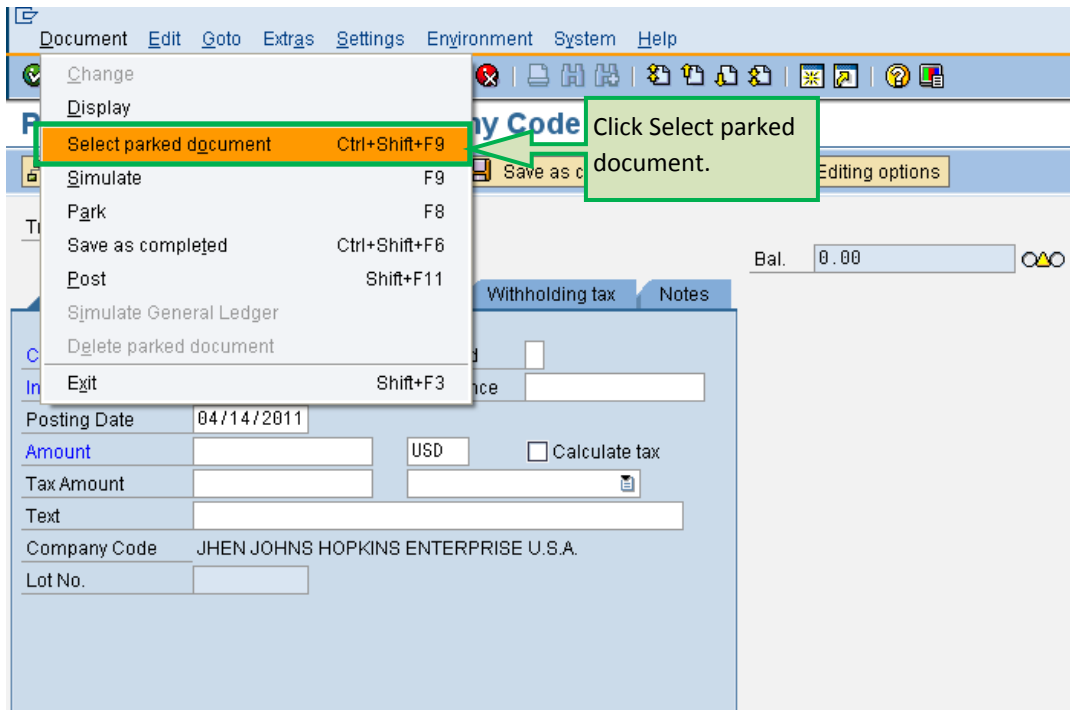 Document Edit Goto Extras Settings Environment System Help
Change
Display
Select parked document Ctrl+Shift+F9
Simulate F9
Park F8
Save as completed Ctrl+Shift+F6
Post Shift+F11
Simulate General Ledger
Delete parked document
Exit Shift+F3
Code
Click Select parked
document.
Save as
Editing options
Bal. 0.00
Withholding tax Notes
Posting Date 04/14/2011
Amount USD Calculate tax
Tax Amount
Text
Company Code JHEN JOHNS HOPKINS ENTERPRISE U.S.A.
Lot No.